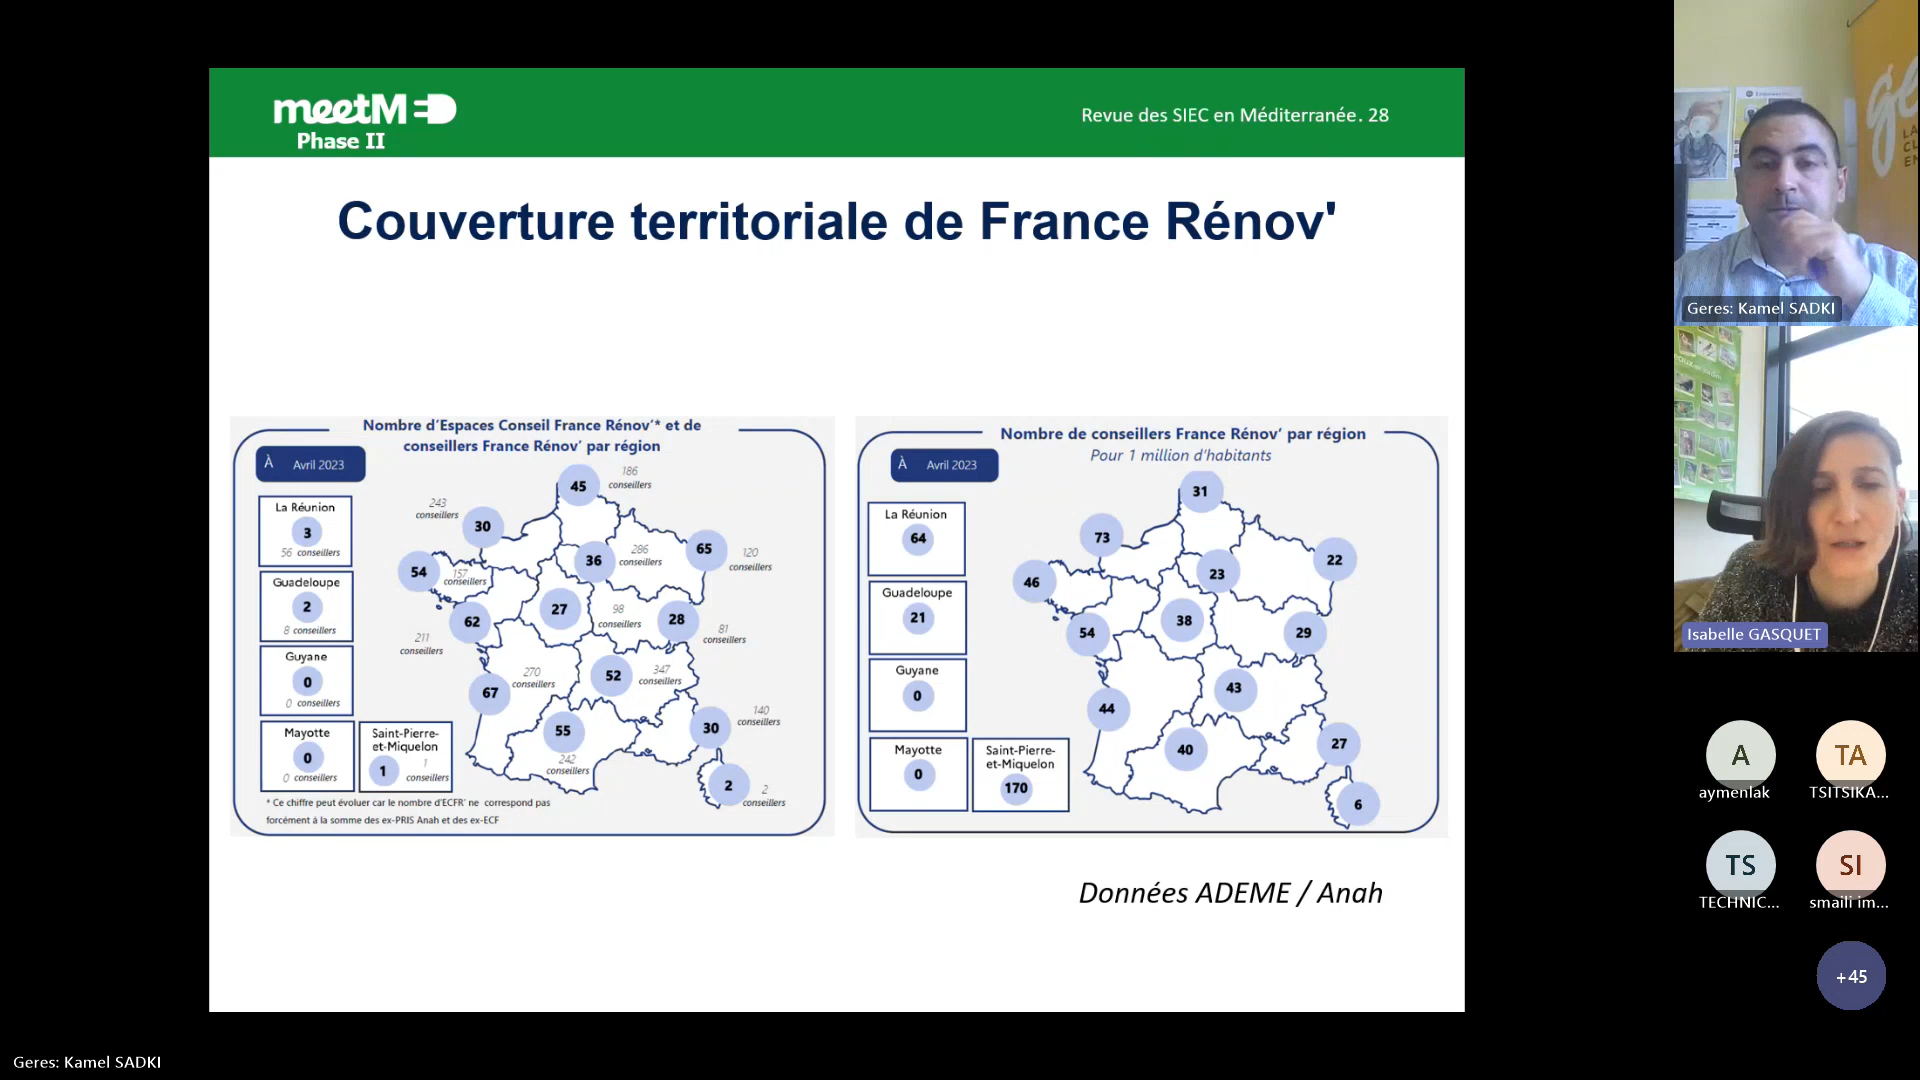 meetM
Phase II
Revue des SIEC en Méditerranée. 28
Couverture territoriale de France Rénov'
Nombre d'Espaces Conseil France Rénov'* et de
conseillers France Rénov' par région
À Avril 2023
La Réunion
3
56 conseillers
Guadeloupe
2
8 conseillers
Guyane
0
0 conseillers
Mayotte
0
0 conseillers
Saint-Pierre-
et-Miquelon
1
1
conseillers
45
186
conseillers
243
conseillers
30
65
120
conseillers
36
286
conseillers
54
157
conseillers
27
98
conseillers
28
81
conseillers
62
211
conseillers
52
347
conseillers
67
270
conseillers
30
140
conseillers
55
242
conseillers
2
2
conseillers
* Ce chiffre peut évoluer car le nombre d'ECFR' ne correspond pas
forcément à la somme des ex-PRIS Anah et des ex-ECF
Nombre de conseillers France Rénov' par région
Pour 1 million d'habitants
À Avril 2023
La Réunion
64
Guadeloupe
21
Guyane
0
Mayotte
0
Saint-Pierre-
et-Miquelon
170
31
73
22
23
46
38
29
54
43
44
27
40
6
Données ADEME / Anah
Geres: Kamel SADKI
Isabelle GASQUET
A
aymenlak
TA
TSITSIKA...
TS
TECHNIC...
SI
smaili im...
+45
Geres: Kamel SADKI